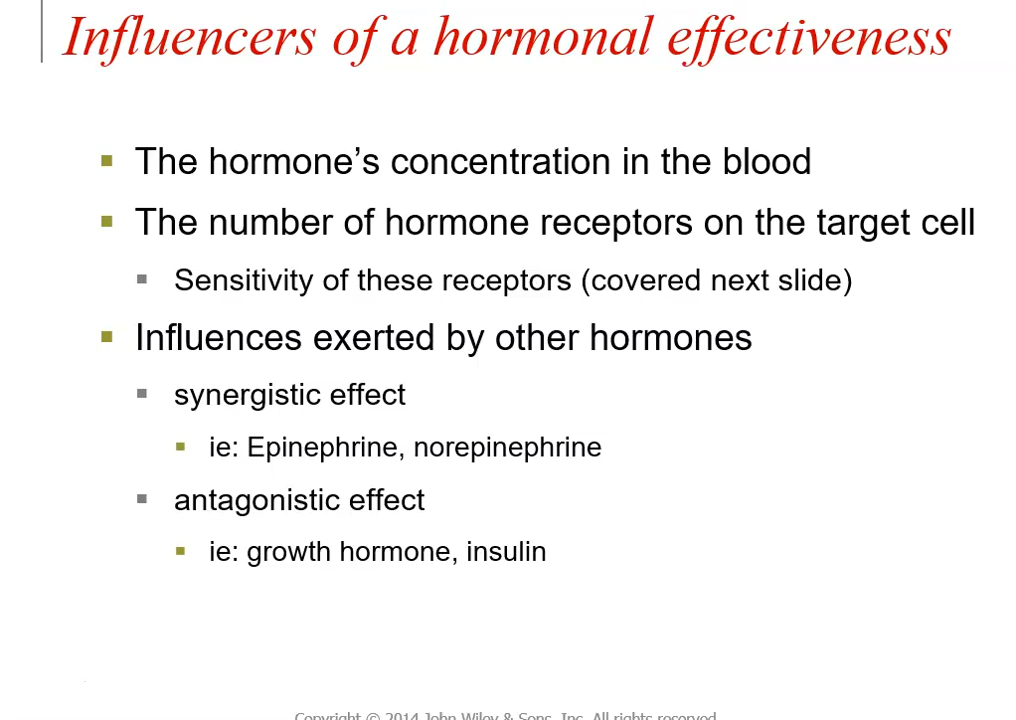 Influencers of a hormonal effectiveness
The hormone's concentration in the blood
The number of hormone receptors on the target cell
Sensitivity of these receptors (covered next slide)
Influences exerted by other hormones
synergistic effect
ie: Epinephrine, norepinephrine
antagonistic effect
ie: growth hormone, insulin
Copyright © 2014 John Wiley & Sons, Inc. All rights reserved.